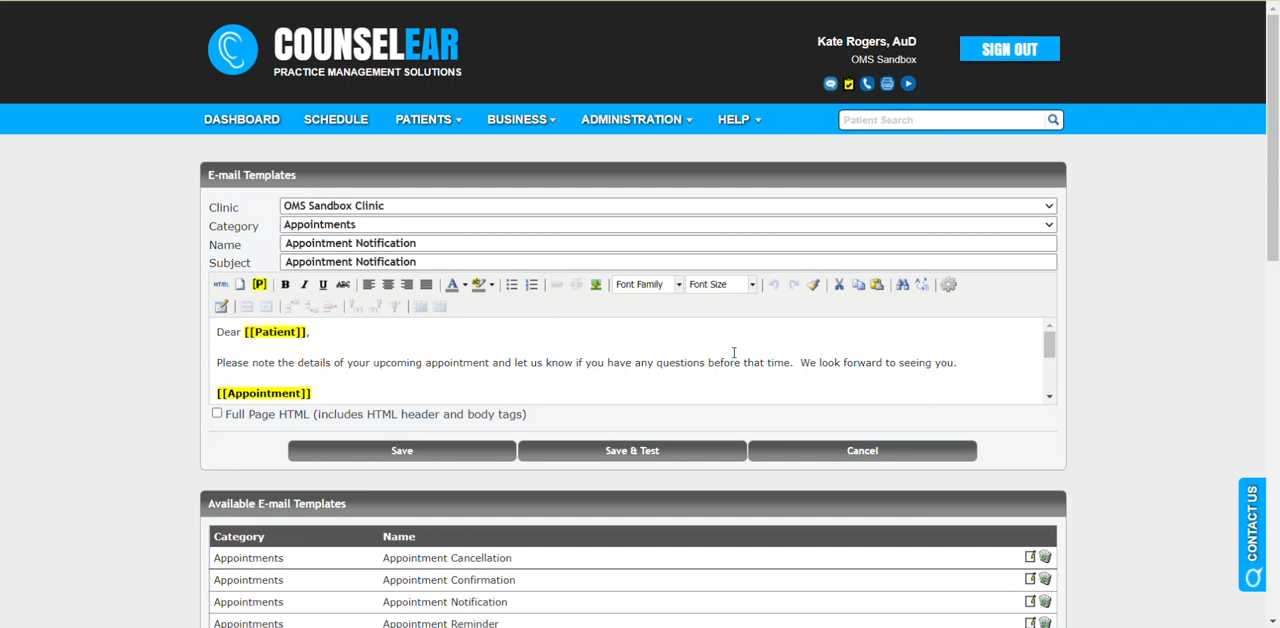 COUNSELEAR
PRACTICE MANAGEMENT SOLUTIONS
Kate Rogers, AuD
OMS Sandbox
SIGN OUT
DASHBOARD SCHEDULE PATIENTS BUSINESS ADMINISTRATION HELP Patient Search
E-mail Templates
Clinic OMS Sandbox Clinic
Category Appointments
Name Appointment Notification
Subject Appointment Notification
HTML [P] B I U ABC A Font Family Font Size
Dear [[Patient]],
Please note the details of your upcoming appointment and let us know if you have any questions before that time. We look forward to seeing you.
[[Appointment]]
Full Page HTML (includes HTML header and body tags)
Save Save & Test Cancel
Available E-mail Templates
Category Name
Appointments Appointment Cancellation
Appointments Appointment Confirmation
Appointments Appointment Notification
Appointments Appointment Reminder
CONTACT US